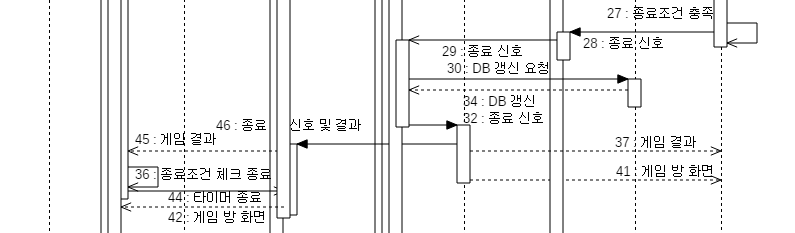 27 : 종료조건 충족
28 : 종료 신호
29 : 종료 신호
30 : DB 갱신 요청
34 : DB 갱신
32 : 종료 신호
46 : 종료 신호 및 결과
45 : 게임 결과
37 : 게임 결과
36 : 종료조건 체크 종료
41 : 게임 방 화면
44 : 타이머 종료
42 : 게임 방 화면